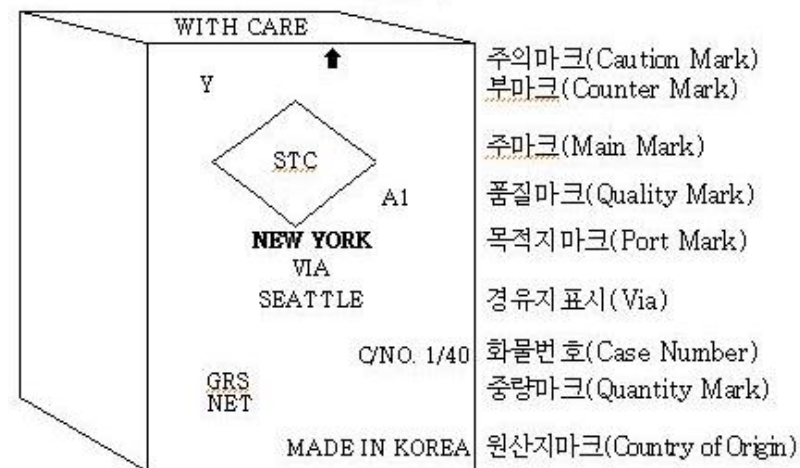 WITH CARE
주의마크(Caution Mark)
Y
부마크(Counter Mark)
STC
주마크(Main Mark)
A1
품질마크(Quality Mark)
NEW YORK
목적지마크(Port Mark)
VIA
SEATTLE
경유지 표시(Via)
C/NO. 1/40
화물번호(Case Number)
GRS
NET
중량마크(Quantity Mark)
MADE IN KOREA
원산지마크(Country of Origin)